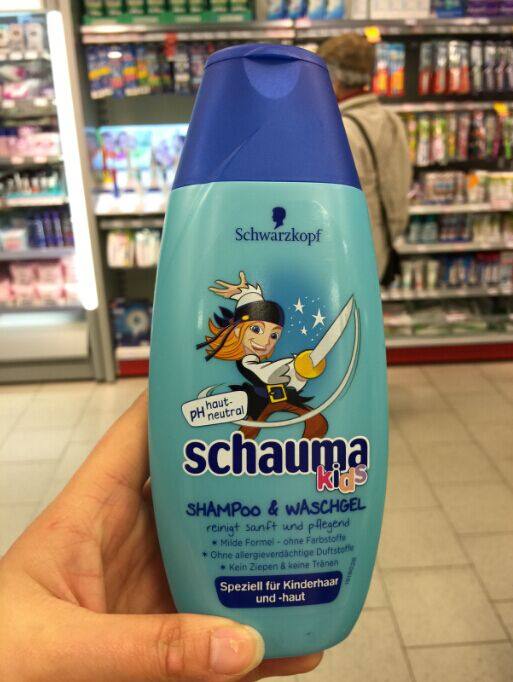 Schwarzkopf
pH haut-
neutral
schauma
kids
SHAMPOO & WASCHGEL
reinigt sanft und pflegend
* Milde Formel - ohne Farbstoffe
* Ohne allergieverdächtige Duftstoffe
* Kein Ziepen & keine Tränen
Speziell für Kinderhaar
und -haut